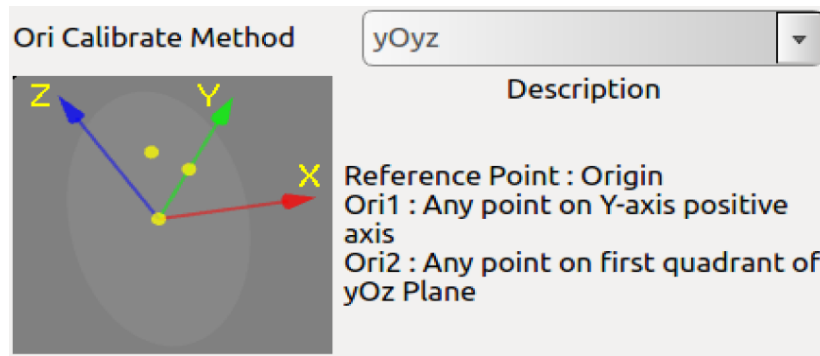 Ori Calibrate Method
yOyz
Description
Z
Y
X
Reference Point : Origin
Ori1 : Any point on Y-axis positive
axis
Ori2 : Any point on first quadrant of
yOz Plane